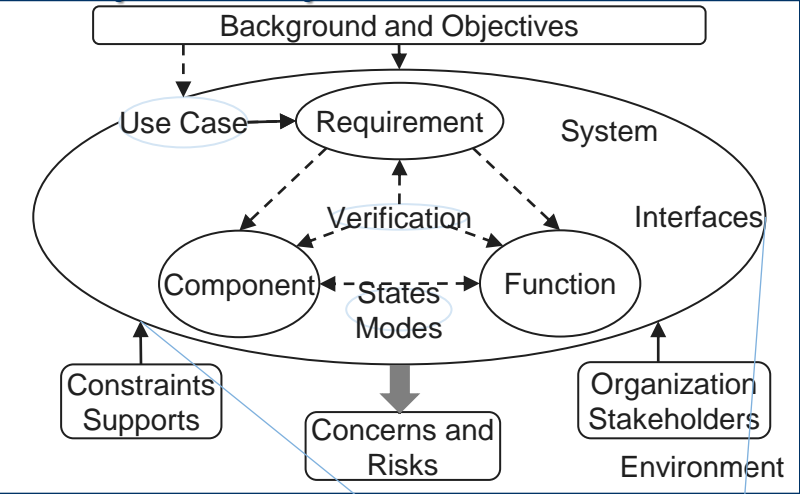 Background and Objectives
Use Case
Requirement
System
Verification
Interfaces
Component
States
Modes
Function
Constraints
Supports
Organization
Stakeholders
Concerns and
Risks
Environment